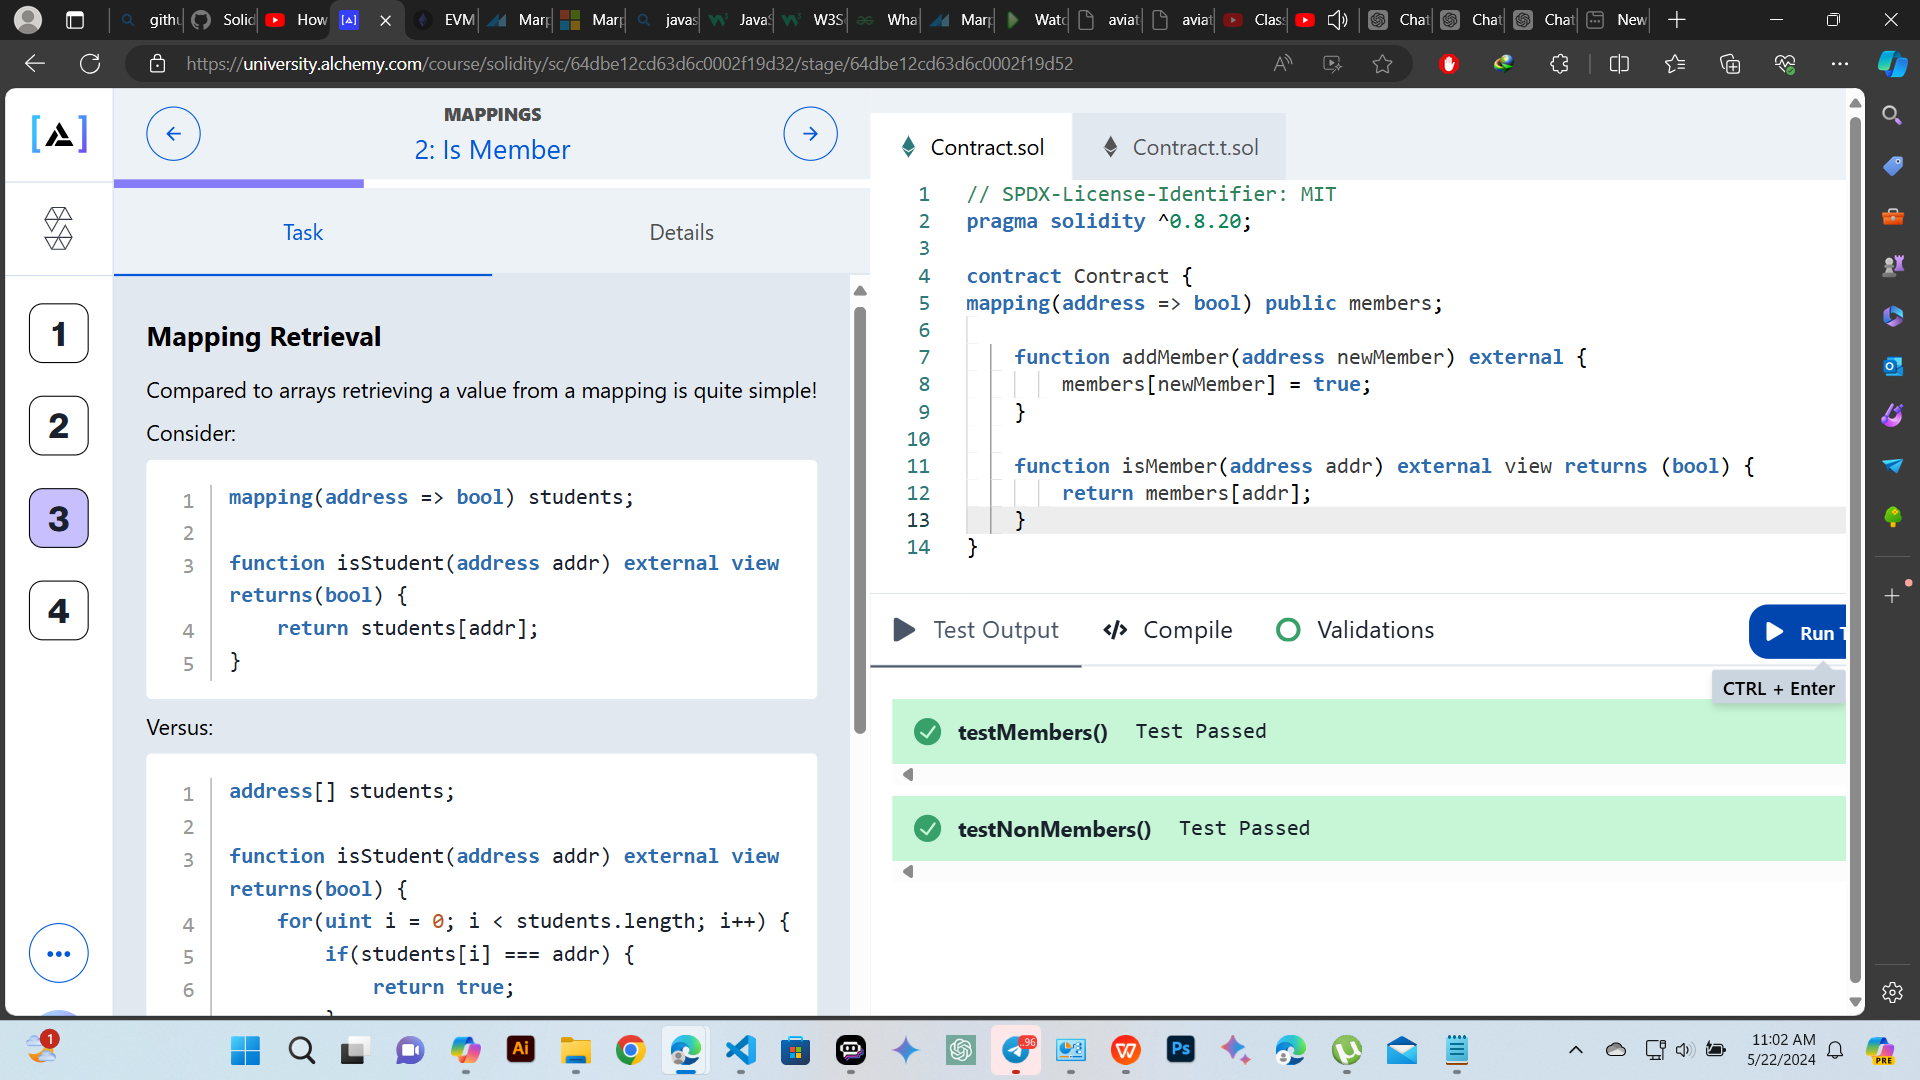 githu
Solid
How
EVM
Marp
Marp
javas
JavaS
W3S
Wha
Marp
Watc
aviat
aviat
Clas
Chat
Chat
Chat
New
https://university.alchemy.com/course/solidity/sc/64dbe12cd63d6c0002f19d32/stage/64dbe12cd63d6c0002f19d52
MAPPINGS
2: Is Member
Task
Details
1
2
3
4
Mapping Retrieval
Compared to arrays retrieving a value from a mapping is quite simple!
Consider:
1 mapping(address => bool) students;
2
3 function isStudent(address addr) external view
returns(bool) {
4 return students[addr];
5 }
Versus:
1 address[] students;
2
3 function isStudent(address addr) external view
returns(bool) {
4 for(uint i = 0; i < students.length; i++) {
5 if(students[i] === addr) {
6 return true;
Contract.sol
Contract.t.sol
1 // SPDX-License-Identifier: MIT
2 pragma solidity ^0.8.20;
3
4 contract Contract {
5 mapping(address => bool) public members;
6
7 function addMember(address newMember) external {
8 members[newMember] = true;
9 }
10
11 function isMember(address addr) external view returns (bool) {
12 return members[addr];
13 }
14 }
Test Output
</> Compile
Validations
Run T
CTRL + Enter
testMembers() Test Passed
testNonMembers() Test Passed
1
Ai
.96
Ps
11:02 AM
5/22/2024
PRE